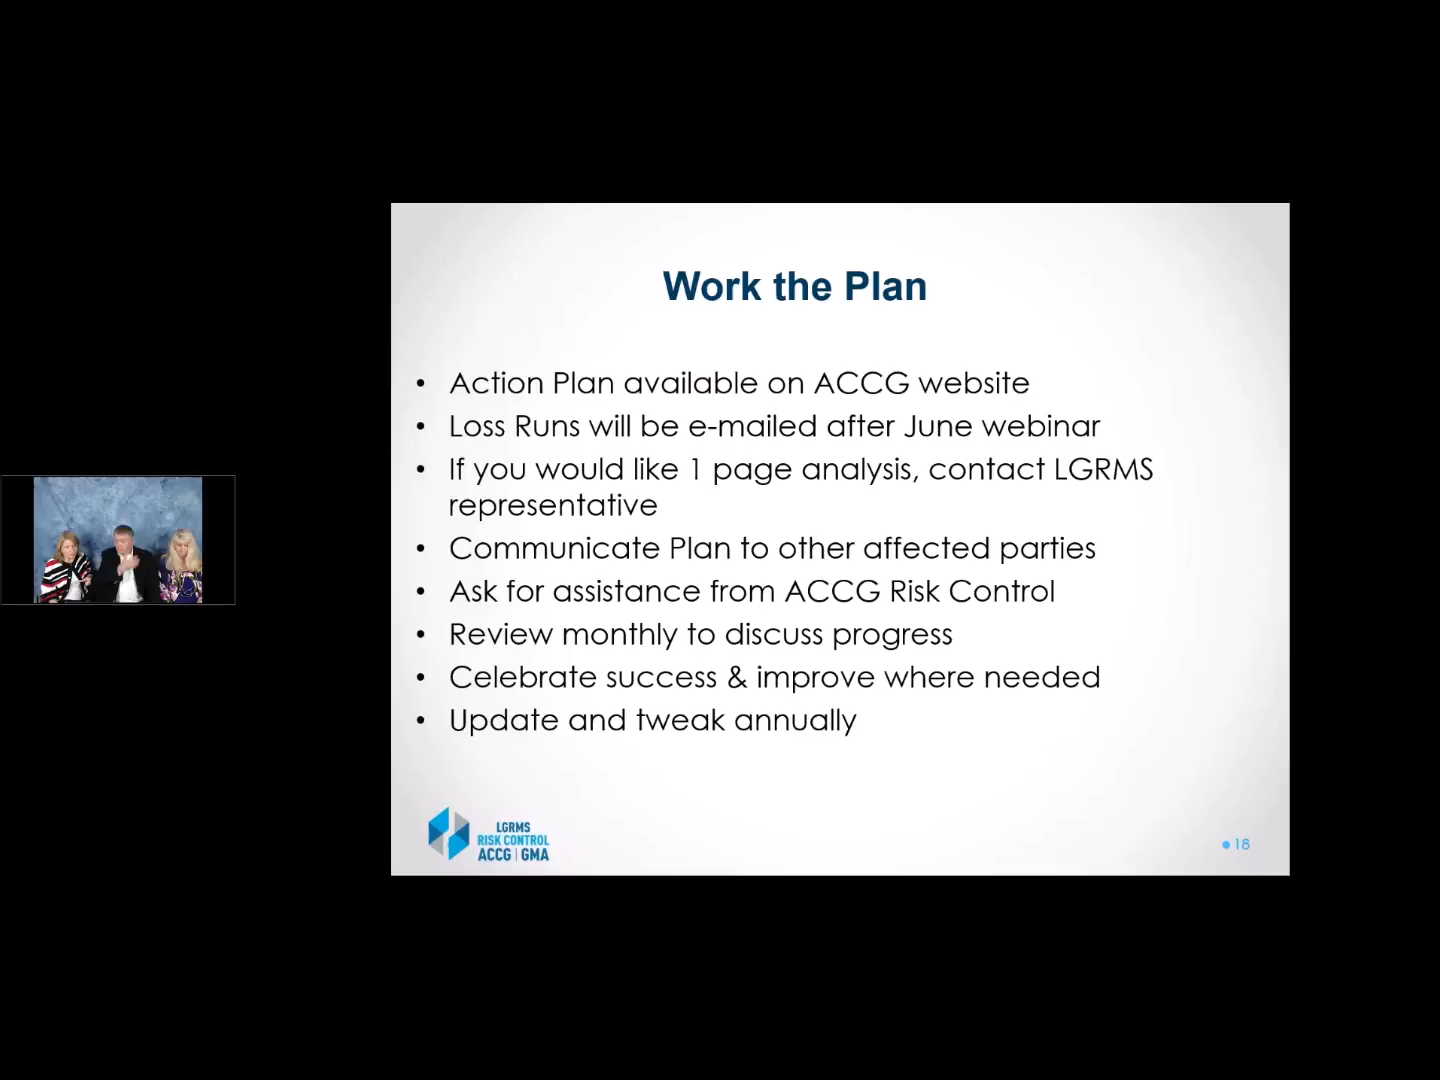 Work the Plan
• Action Plan available on ACCG website
• Loss Runs will be e-mailed after June webinar
• If you would like 1 page analysis, contact LGRMS
representative
• Communicate Plan to other affected parties
• Ask for assistance from ACCG Risk Control
• Review monthly to discuss progress
• Celebrate success & improve where needed
• Update and tweak annually
LGRMS
RISK CONTROL
ACCG | GMA
• 18